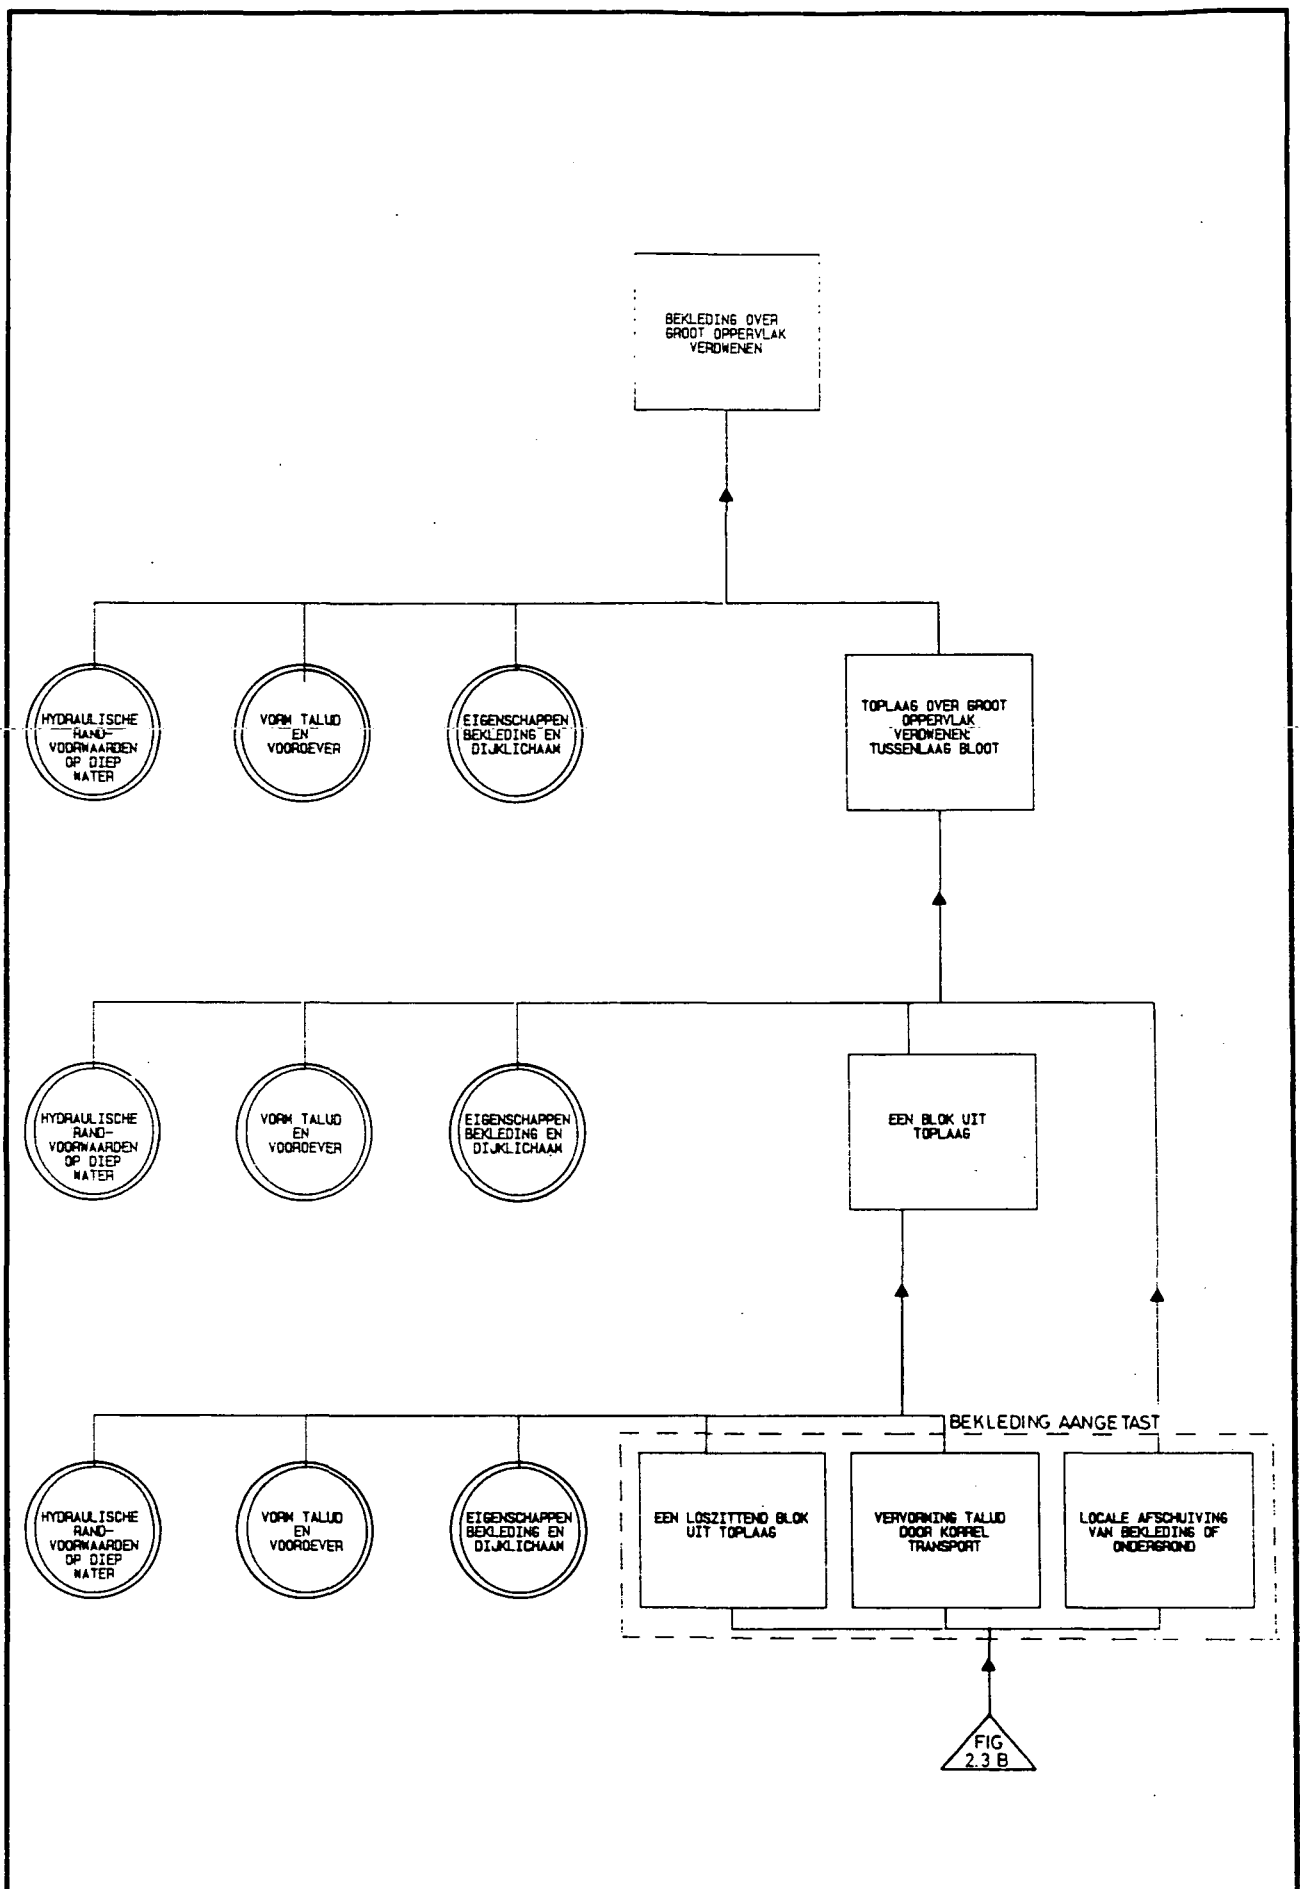 BEKLEDING OVER
GROOT OPPERVLAK
VERDWENEN
HYDRAULISCHE
RAND-
VOORWAARDEN
OP DIEP
WATER
VORM TALUD
EN
VOOROEVER
EIGENSCHAPPEN
BEKLEDING EN
DIJKLICHAAM
TOPLAAG OVER GROOT
OPPERVLAK
VERDWENEN:
TUSSENLAAG BLOOT
HYDRAULISCHE
RAND-
VOORWAARDEN
OP DIEP
WATER
VORM TALUD
EN
VOOROEVER
EIGENSCHAPPEN
BEKLEDING EN
DIJKLICHAAM
EEN BLOK UIT
TOPLAAG
BEKLEDING AANGETAST
HYDRAULISCHE
RAND-
VOORWAARDEN
OP DIEP
WATER
VORM TALUD
EN
VOOROEVER
EIGENSCHAPPEN
BEKLEDING EN
DIJKLICHAAM
EEN LOSZITTEND BLOK
UIT TOPLAAG
VERVORMING TALUD
DOOR KORREL
TRANSPORT
LOCALE AFSCHUIVING
VAN BEKLEDING OF
ONDERGROND
FIG
2.3 B